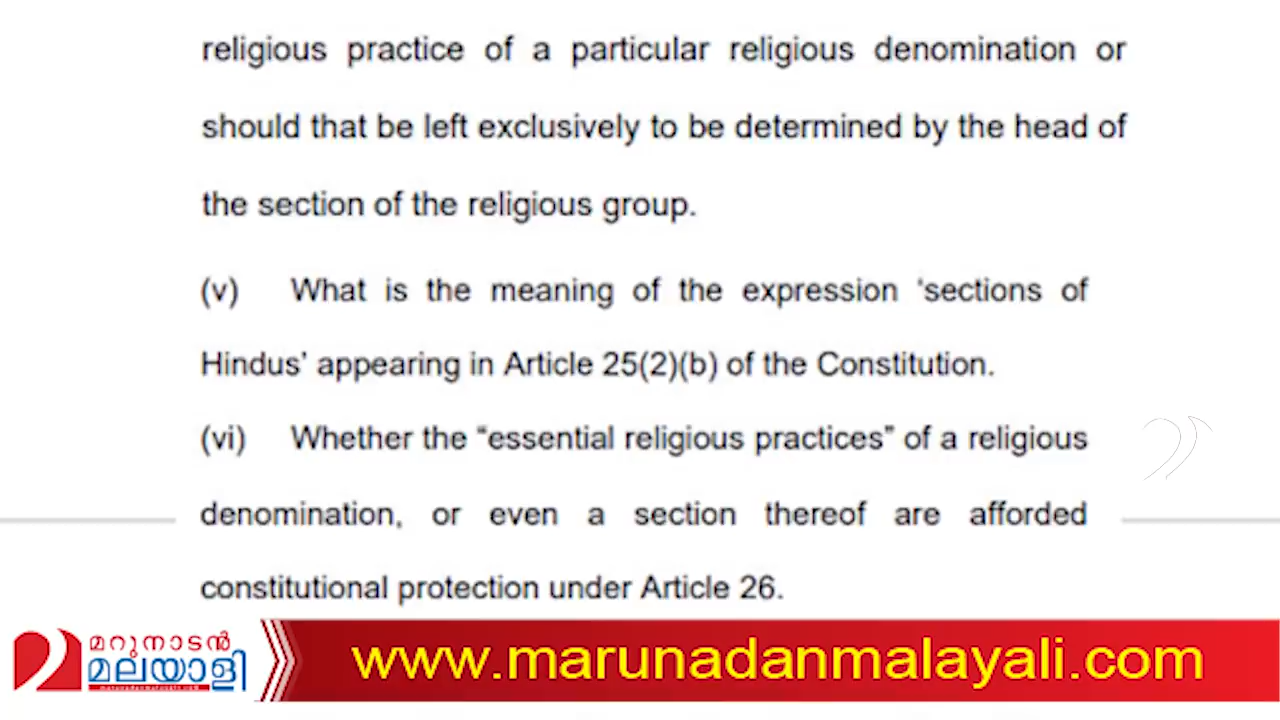 religious practice of a particular religious denomination or
should that be left exclusively to be determined by the head of
the section of the religious group.
(v) What is the meaning of the expression 'sections of
Hindus' appearing in Article 25(2)(b) of the Constitution.
(vi) Whether the “essential religious practices” of a religious
denomination, or even a section thereof are afforded
constitutional protection under Article 26.
മറുനാടൻ
മലയാളി
www.marunadanmalayali.com